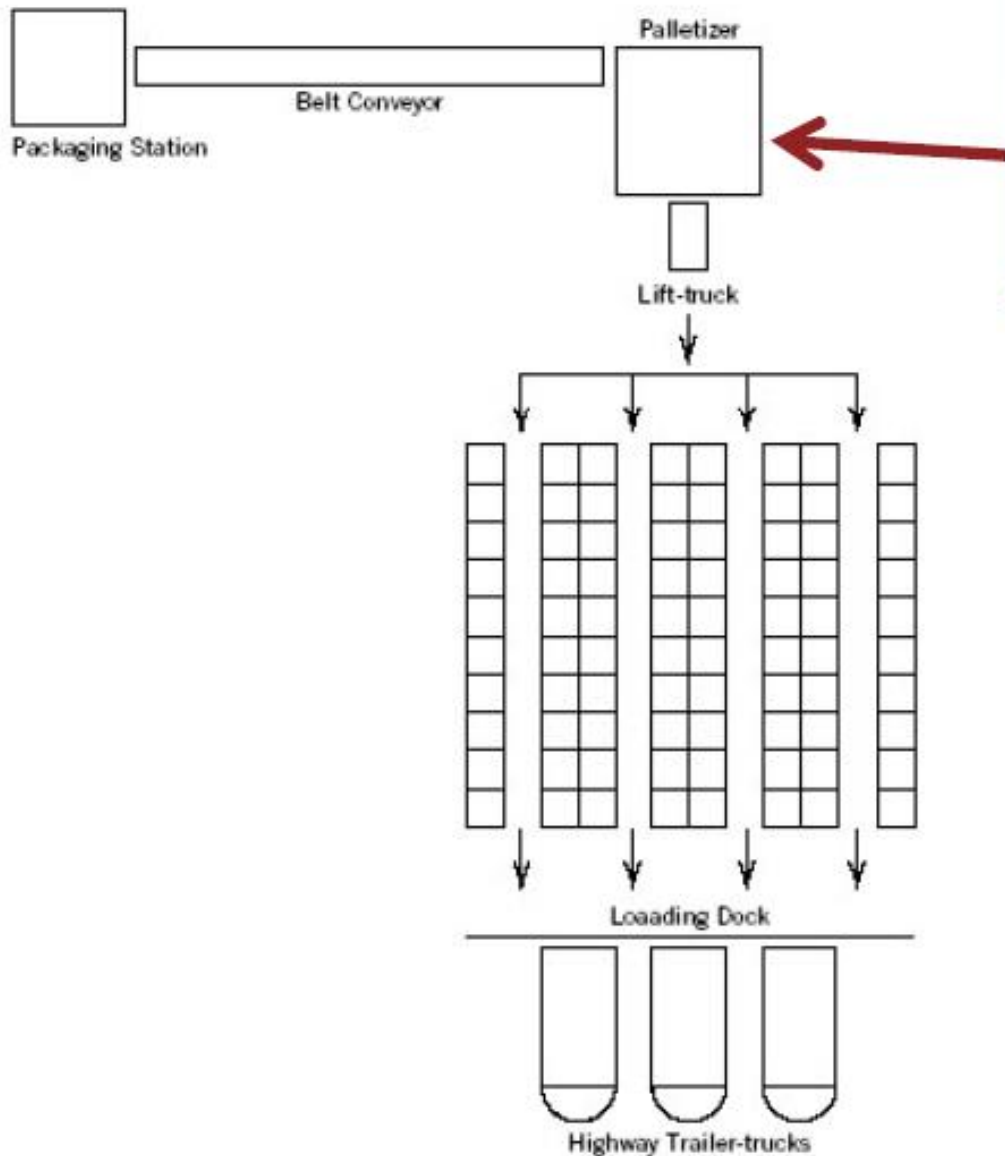 Palletizer
Belt Conveyor
Packaging Station
Lift-truck
Loaading Dock
Highway Trailer-trucks